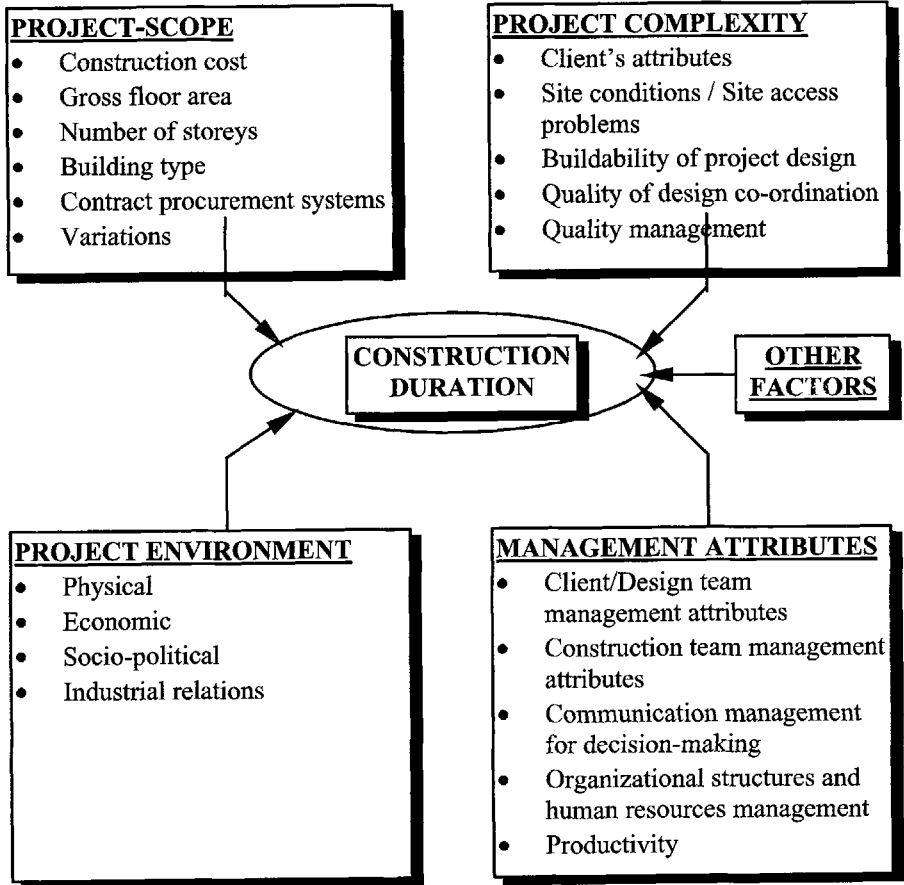 PROJECT-SCOPE
• Construction cost
• Gross floor area
• Number of storeys
• Building type
• Contract procurement systems
• Variations
PROJECT COMPLEXITY
• Client's attributes
• Site conditions / Site access
problems
• Buildability of project design
• Quality of design co-ordination
• Quality management
CONSTRUCTION
DURATION
OTHER
FACTORS
PROJECT ENVIRONMENT
• Physical
• Economic
• Socio-political
• Industrial relations
MANAGEMENT ATTRIBUTES
• Client/Design team
management attributes
• Construction team management
attributes
• Communication management
for decision-making
• Organizational structures and
human resources management
• Productivity